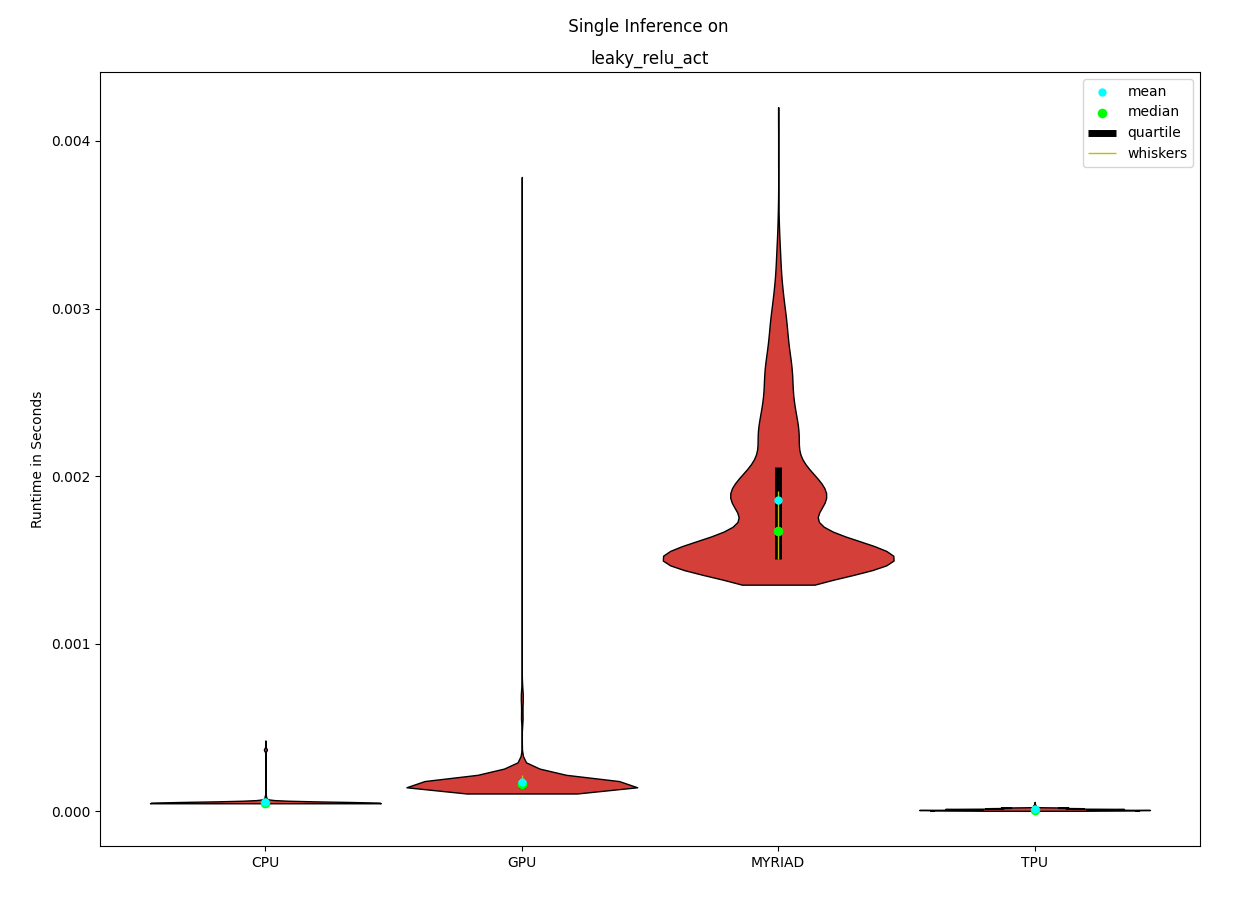 Single Inference on
leaky_relu_act
mean
median
quartile
whiskers
0.004
0.003
0.002
0.001
0.000
Runtime in Seconds
CPU GPU MYRIAD TPU